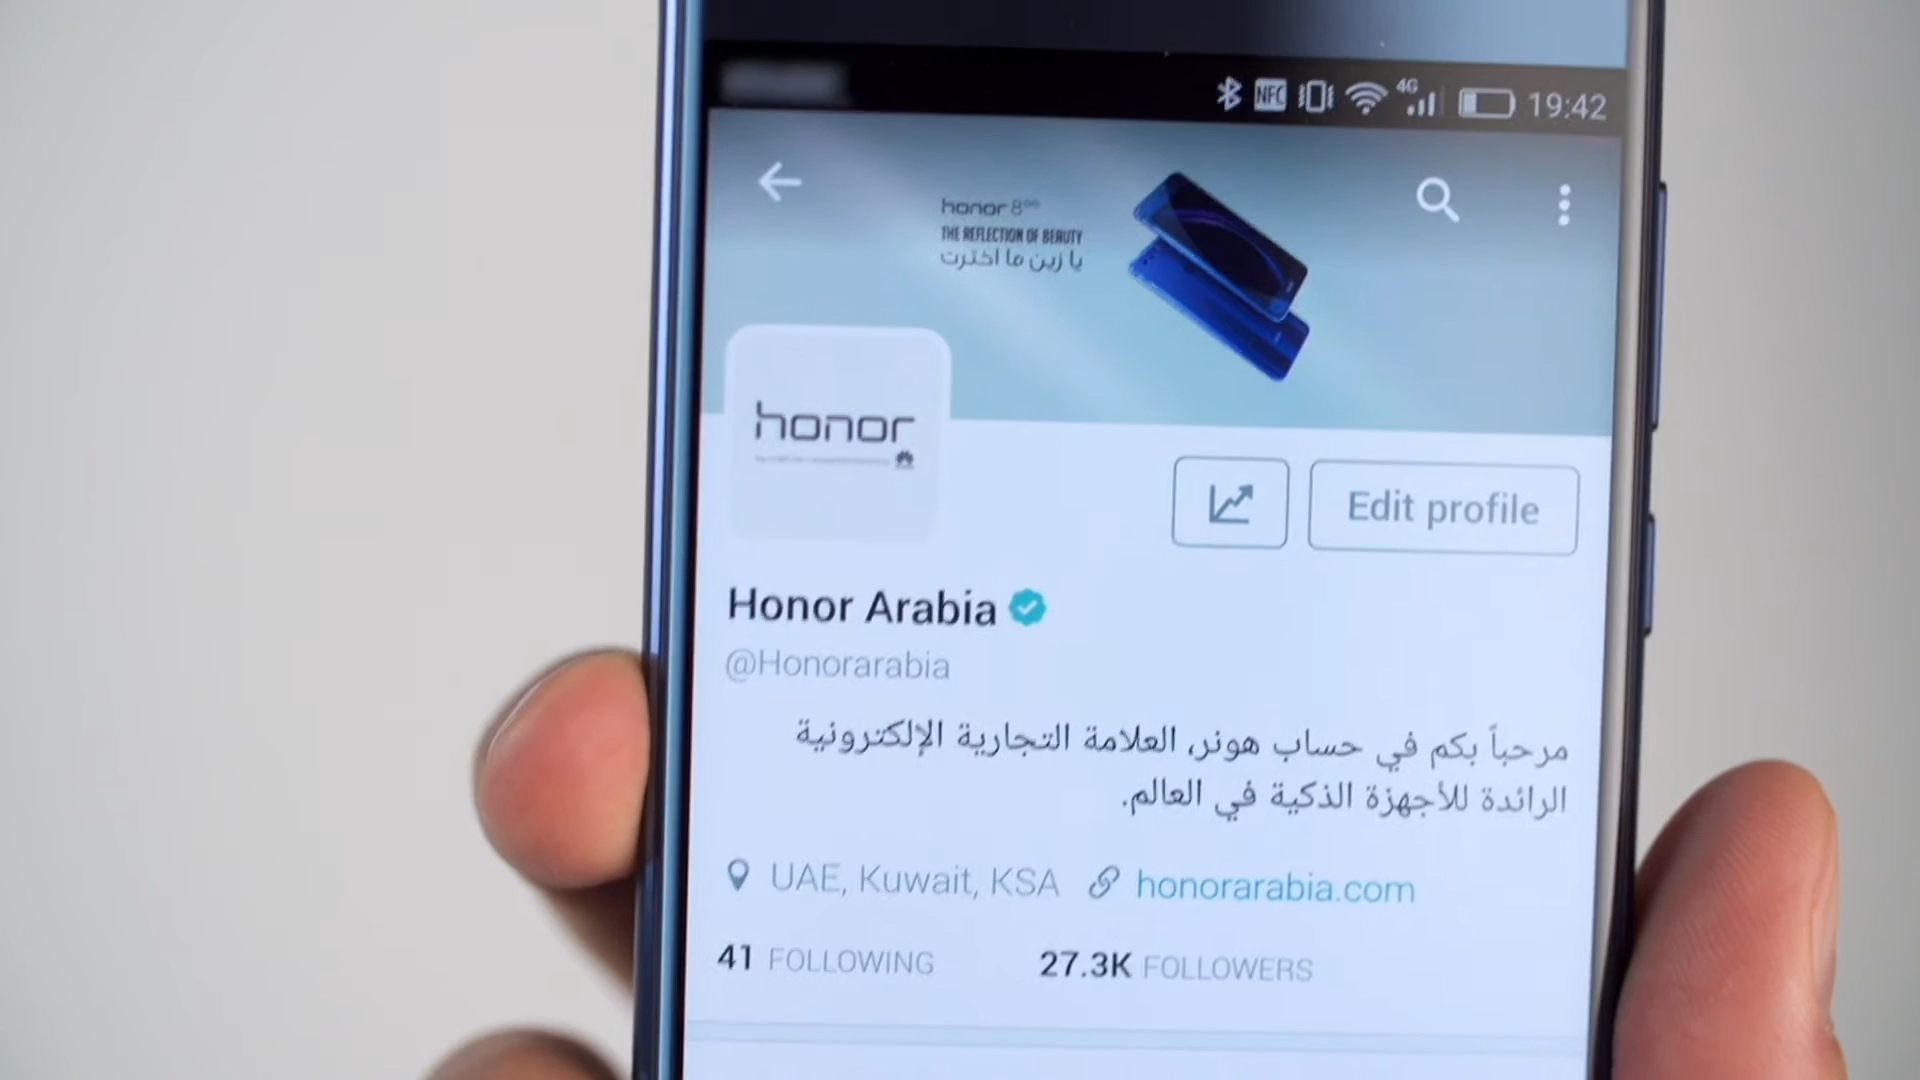 NFC
4G
19:42
honor 8
THE REFLECTION OF BEAUTY
يا زين ما اخترت
honor
Edit profile
Honor Arabia
@Honorarabia
مرحباً بكم في حساب هونر، العلامة التجارية الإلكترونية
الرائدة للأجهزة الذكية في العالم.
UAE, Kuwait, KSA honorarabia.com
41 FOLLOWING 27.3K FOLLOWERS